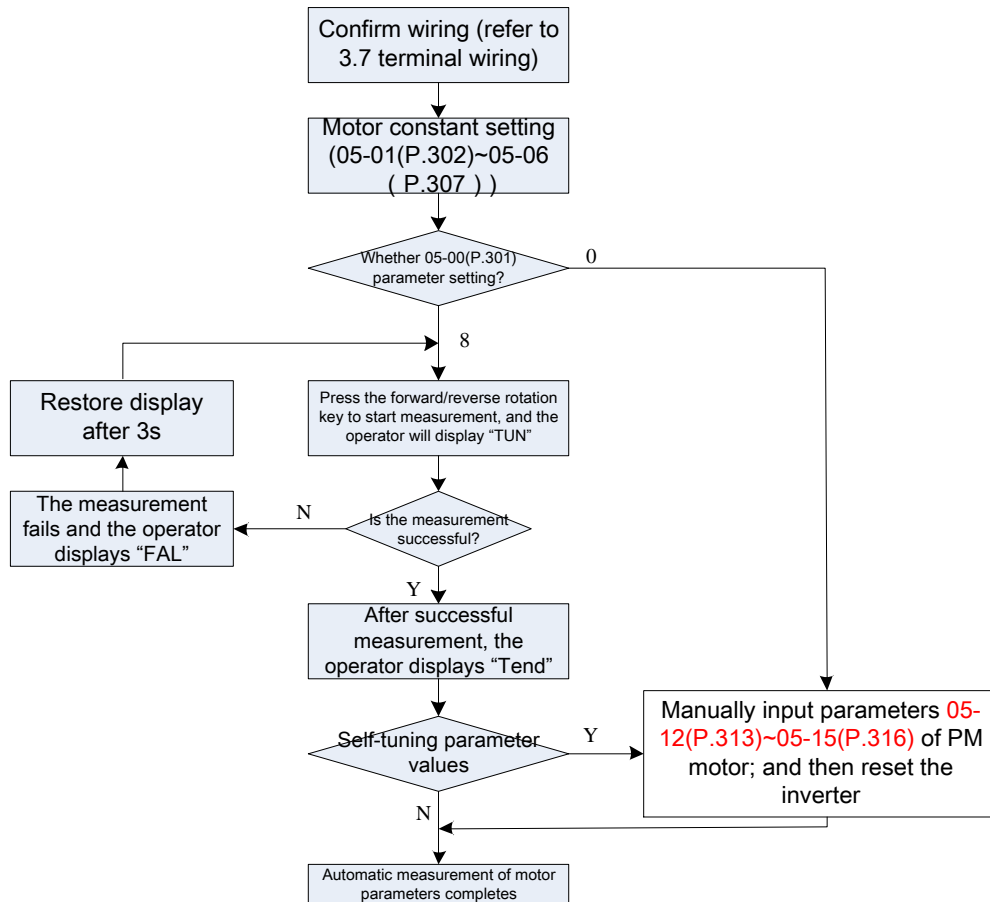 Confirm wiring (refer to
3.7 terminal wiring)
Motor constant setting
(05-01(P.302)~05-06
( P.307 ) )
Whether 05-00(P.301)
parameter setting?
0
8
Press the forward/reverse rotation
key to start measurement, and the
operator will display “TUN”
Restore display
after 3s
The measurement
fails and the operator
displays “FAL”
N
Is the measurement
successful?
Y
After successful
measurement, the
operator displays “Tend”
Self-tuning parameter
values
Y
Manually input parameters 05-
12(P.313)~05-15(P.316) of PM
motor; and then reset the
inverter
N
Automatic measurement of motor
parameters completes